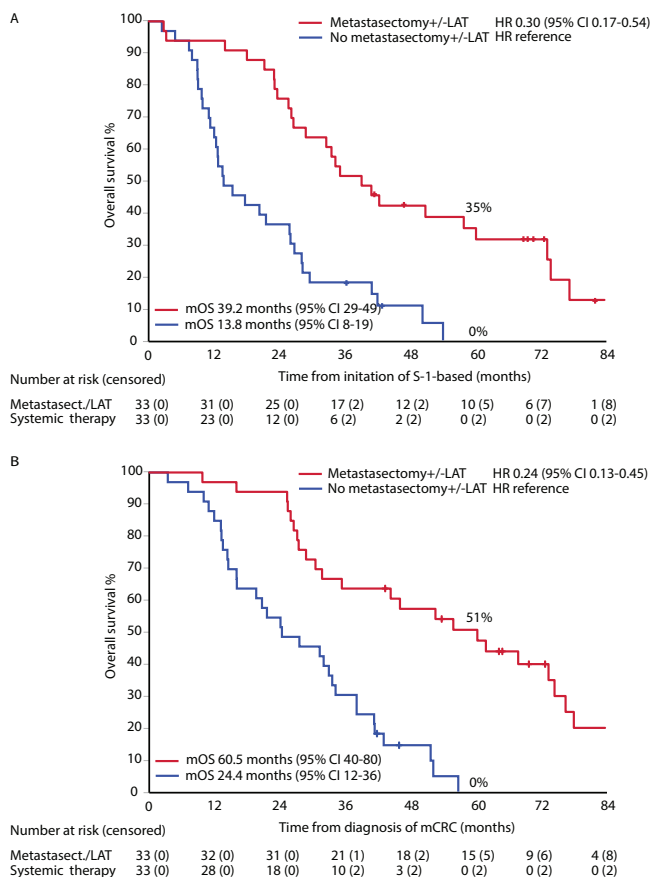 A
100
90
80
70
60
50
40
30
20
10
0
Overall survival %
Metastasectomy+/-LAT HR 0.30 (95% CI 0.17-0.54)
No metastasectomy+/-LAT HR reference
35%
mOS 39.2 months (95% CI 29-49)
mOS 13.8 months (95% CI 8-19)
0%
0 12 24 36 48 60 72 84
Number at risk (censored) Time from initation of S-1-based (months)
Metastasect./LAT 33 (0) 31 (0) 25 (0) 17 (2) 12 (2) 10 (5) 6 (7) 1 (8)
Systemic therapy 33 (0) 23 (0) 12 (0) 6 (2) 2 (2) 0 (2) 0 (2) 0 (2)
B
100
90
80
70
60
50
40
30
20
10
0
Overall survival %
Metastasectomy+/-LAT HR 0.24 (95% CI 0.13-0.45)
No metastasectomy+/-LAT HR reference
51%
mOS 60.5 months (95% CI 40-80)
mOS 24.4 months (95% CI 12-36)
0%
0 12 24 36 48 60 72 84
Number at risk (censored) Time from diagnosis of mCRC (months)
Metastasect./LAT 33 (0) 32 (0) 31 (0) 21 (1) 18 (2) 15 (5) 9 (6) 4 (8)
Systemic therapy 33 (0) 28 (0) 18 (0) 10 (2) 3 (2) 0 (2) 0 (2) 0 (2)